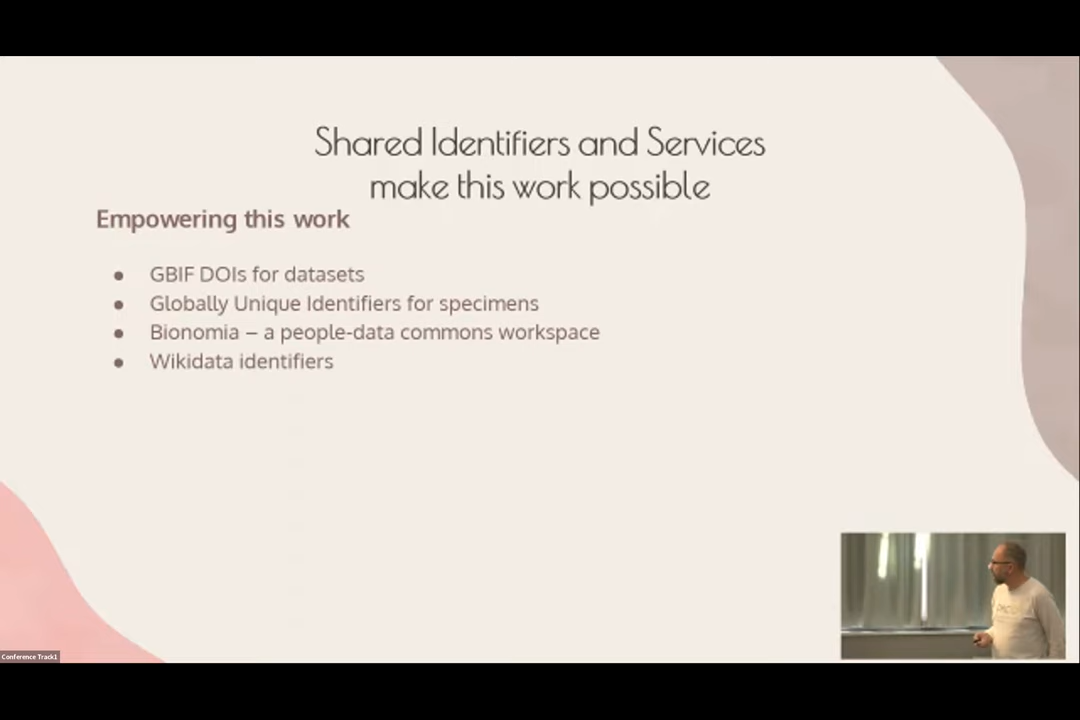 Shared Identifiers and Services
make this work possible
Empowering this work
● GBIF DOIs for datasets
● Globally Unique Identifiers for specimens
● Bionomia – a people-data commons workspace
● Wikidata identifiers
Conference Track1